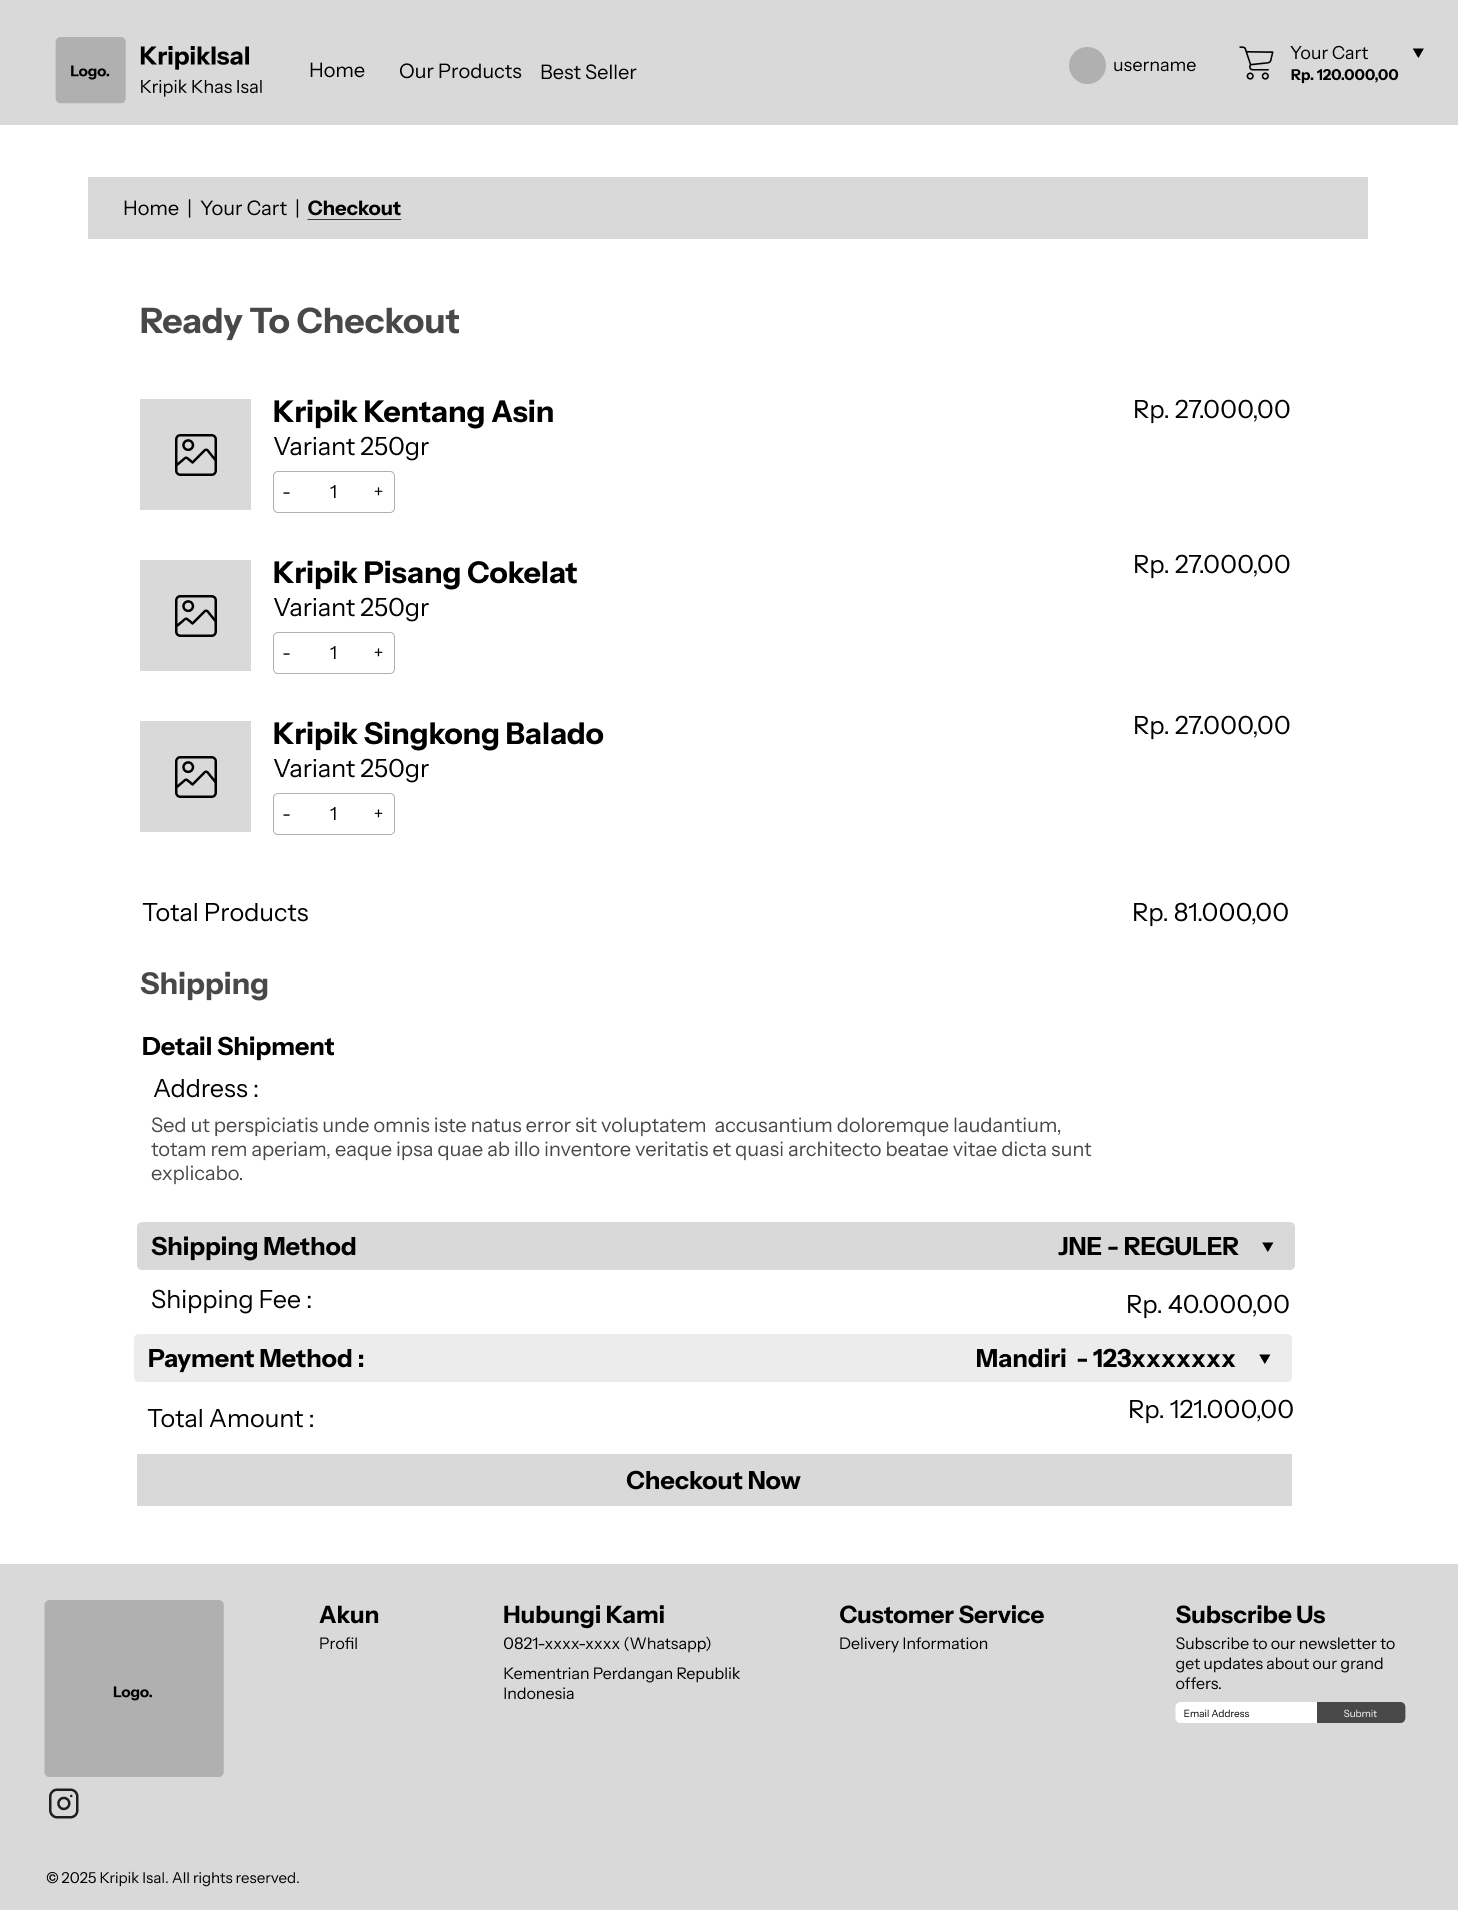 Logo.
KripikIsal
Kripik Khas Isal
Home
Our Products
Best Seller
username
Your Cart
Rp. 120.000,00
Home | Your Cart | Checkout
Ready To Checkout
Kripik Kentang Asin
Rp. 27.000,00
Variant 250gr
- 1 +
Kripik Pisang Cokelat
Rp. 27.000,00
Variant 250gr
- 1 +
Kripik Singkong Balado
Rp. 27.000,00
Variant 250gr
- 1 +
Total Products
Rp. 81.000,00
Shipping
Detail Shipment
Address :
Sed ut perspiciatis unde omnis iste natus error sit voluptatem  accusantium doloremque laudantium,
totam rem aperiam, eaque ipsa quae ab illo inventore veritatis et quasi architecto beatae vitae dicta sunt
explicabo.
Shipping Method
JNE - REGULER
Shipping Fee :
Rp. 40.000,00
Payment Method :
Mandiri  - 123xxxxxxx
Total Amount :
Rp. 121.000,00
Checkout Now
Logo.
Akun
Profil
Hubungi Kami
0821-xxxx-xxxx (Whatsapp)
Kementrian Perdangan Republik
Indonesia
Customer Service
Delivery Information
Subscribe Us
Subscribe to our newsletter to
get updates about our grand
offers.
Email Address
Submit
© 2025 Kripik Isal. All rights reserved.